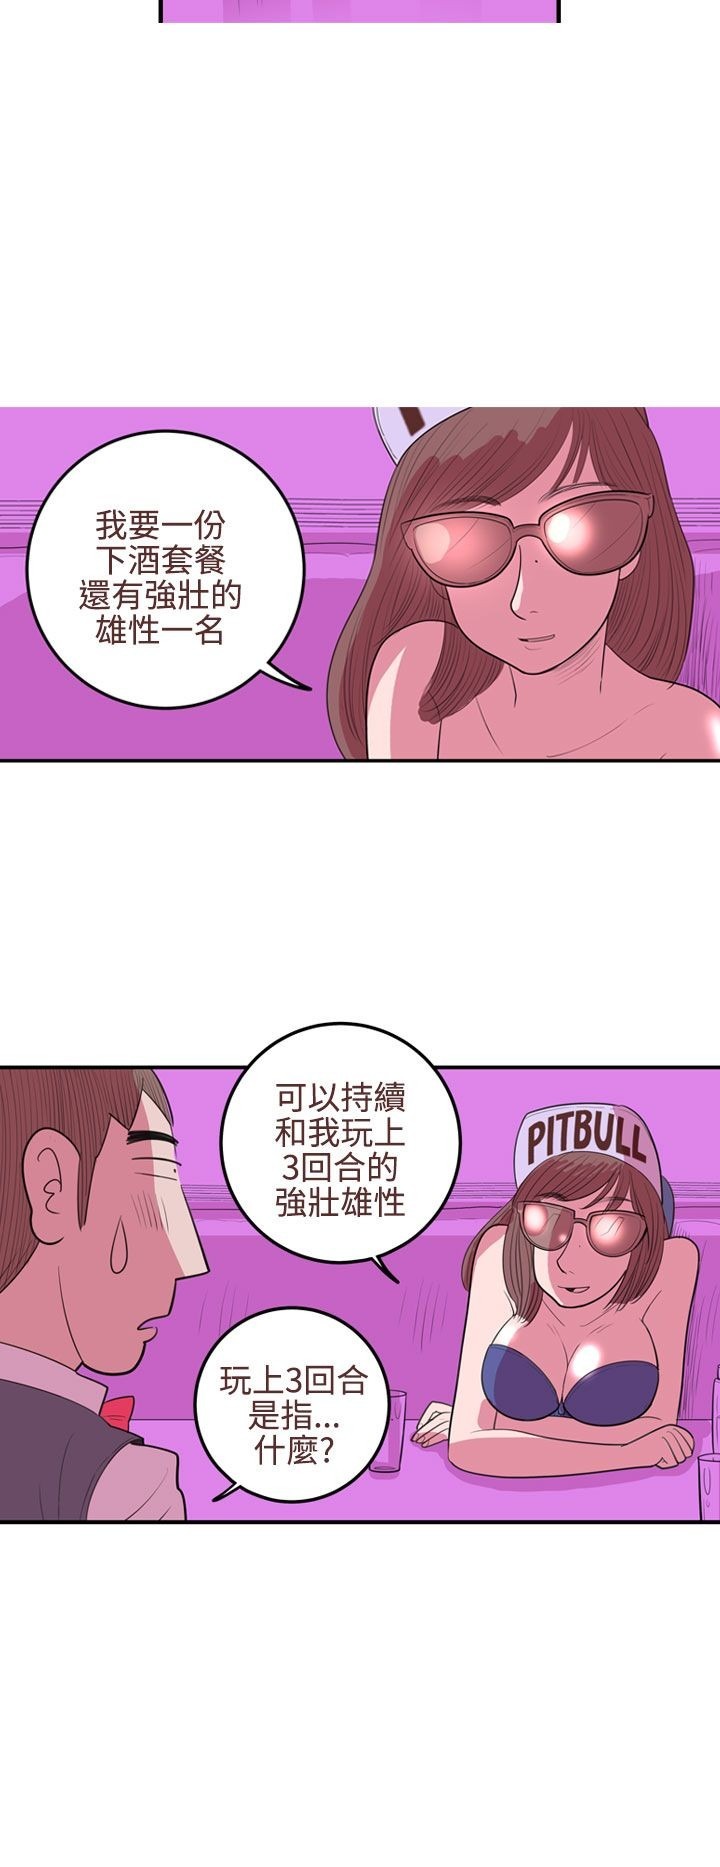 我要一份
下酒套餐
還有強壯的
雄性一名
可以持續
和我玩上
3回合的
強壯雄性
PITBULL
玩上3回合
是指...
什麼?